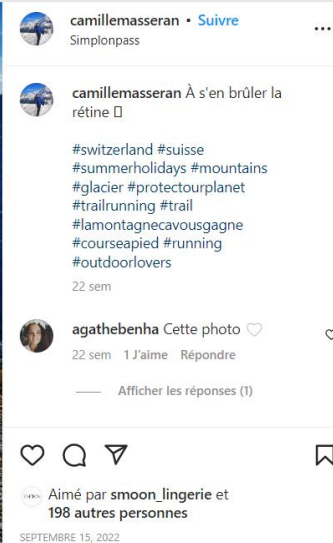 camillemasseran • Suivre
Simplonpass
camillemasseran À s'en brûler la
rétine
#switzerland #suisse
#summerholidays #mountains
#glacier #protectourplanet
#trailrunning #trail
#lamontagnecavousgagne
#courseapied #running
#outdoorlovers
22 sem
agathebenha Cette photo
22 sem 1 J'aime Répondre
Afficher les réponses (1)
Aimé par smoon_lingerie et
198 autres personnes
SEPTEMBRE 15, 2022